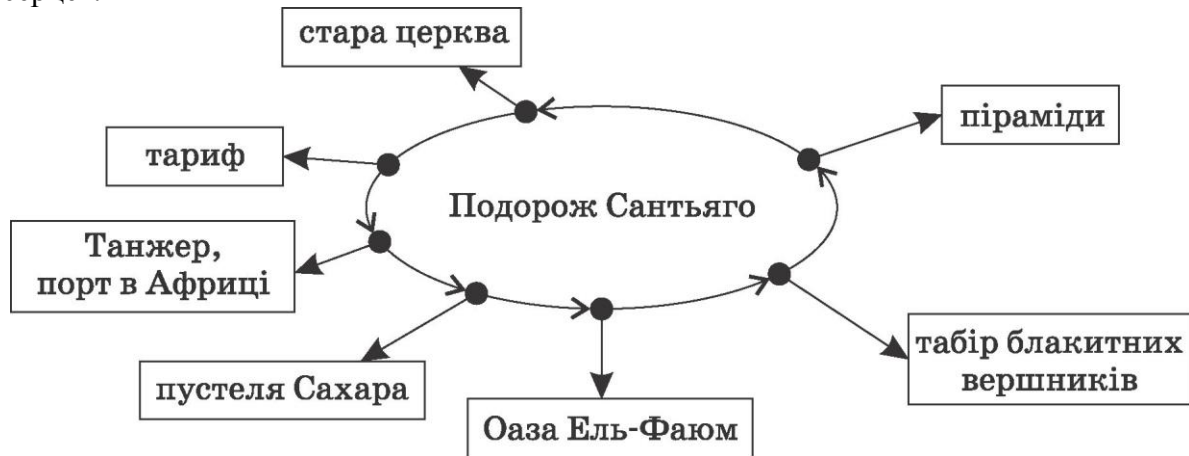 стара церква
піраміди
тариф
Подорож Сантьяго
Танжер,
порт в Африці
табір блакитних
вершників
пустеля Сахара
Оаза Ель-Фаюм